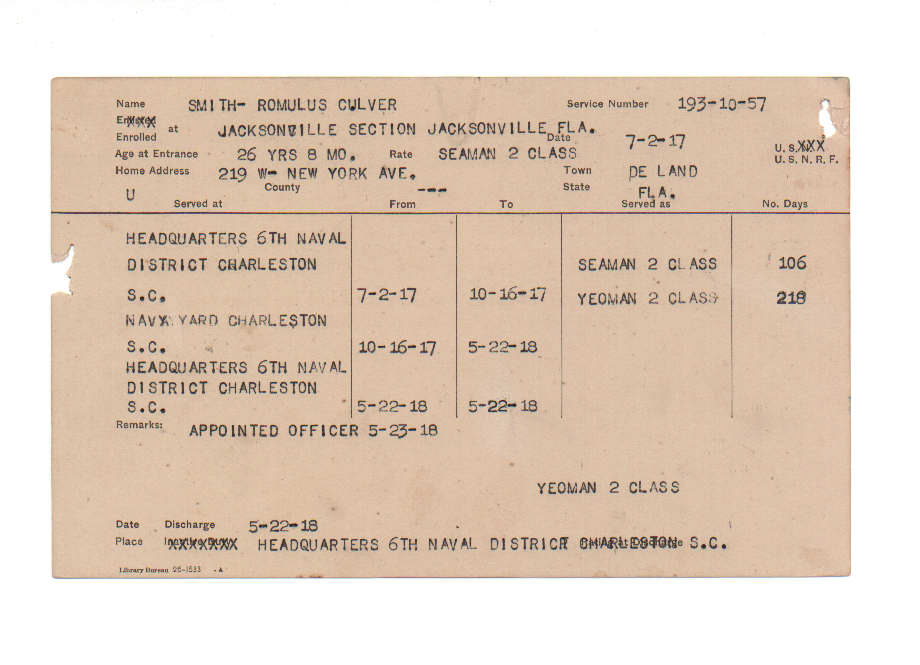 Name SMITH- ROMULUS CULVER Service Number 193-10-57
Enrolled at JACKSONVILLE SECTION JACKSONVILLE FLA. Date 7-2-17
U. S. N. R. F.
Age at Entrance 26 YRS 8 MO. Rate SEAMAN 2 CLASS
Home Address 219 W- NEW YORK AVE. Town DE LAND
County --- State FLA.
U
Served at From To Served as No. Days
HEADQUARTERS 6TH NAVAL
DISTRICT CHARLESTON SEAMAN 2 CLASS 106
S.C. 7-2-17 10-16-17 YEOMAN 2 CLASS 218
NAVY YARD CHARLESTON
S.C. 10-16-17 5-22-18
HEADQUARTERS 6TH NAVAL
DISTRICT CHARLESTON
S.C. 5-22-18 5-22-18
Remarks: APPOINTED OFFICER 5-23-18
YEOMAN 2 CLASS
Date Discharge 5-22-18
Place HEADQUARTERS 6TH NAVAL DISTRICT CHARLESTON S.C.
Library Bureau 26-1533 - A